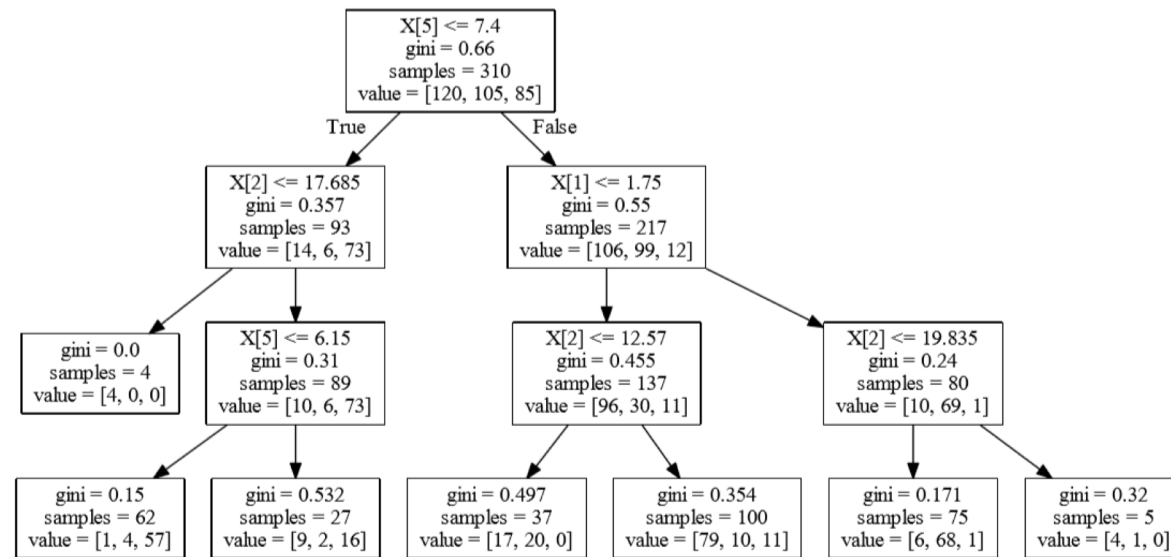 X[5] <= 7.4
gini = 0.66
samples = 310
value = [120, 105, 85]
True
False
X[2] <= 17.685
gini = 0.357
samples = 93
value = [14, 6, 73]
X[1] <= 1.75
gini = 0.55
samples = 217
value = [106, 99, 12]
gini = 0.0
samples = 4
value = [4, 0, 0]
X[5] <= 6.15
gini = 0.31
samples = 89
value = [10, 6, 73]
X[2] <= 12.57
gini = 0.455
samples = 137
value = [96, 30, 11]
X[2] <= 19.835
gini = 0.24
samples = 80
value = [10, 69, 1]
gini = 0.15
samples = 62
value = [1, 4, 57]
gini = 0.532
samples = 27
value = [9, 2, 16]
gini = 0.497
samples = 37
value = [17, 20, 0]
gini = 0.354
samples = 100
value = [79, 10, 11]
gini = 0.171
samples = 75
value = [6, 68, 1]
gini = 0.32
samples = 5
value = [4, 1, 0]